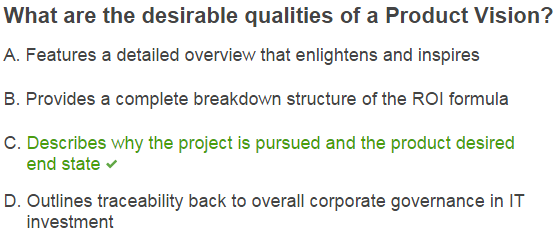 What are the desirable qualities of a Product Vision?
A. Features a detailed overview that enlightens and inspires
B. Provides a complete breakdown structure of the ROI formula
C. Describes why the project is pursued and the product desired
end state ✔
D. Outlines traceability back to overall corporate governance in IT
investment